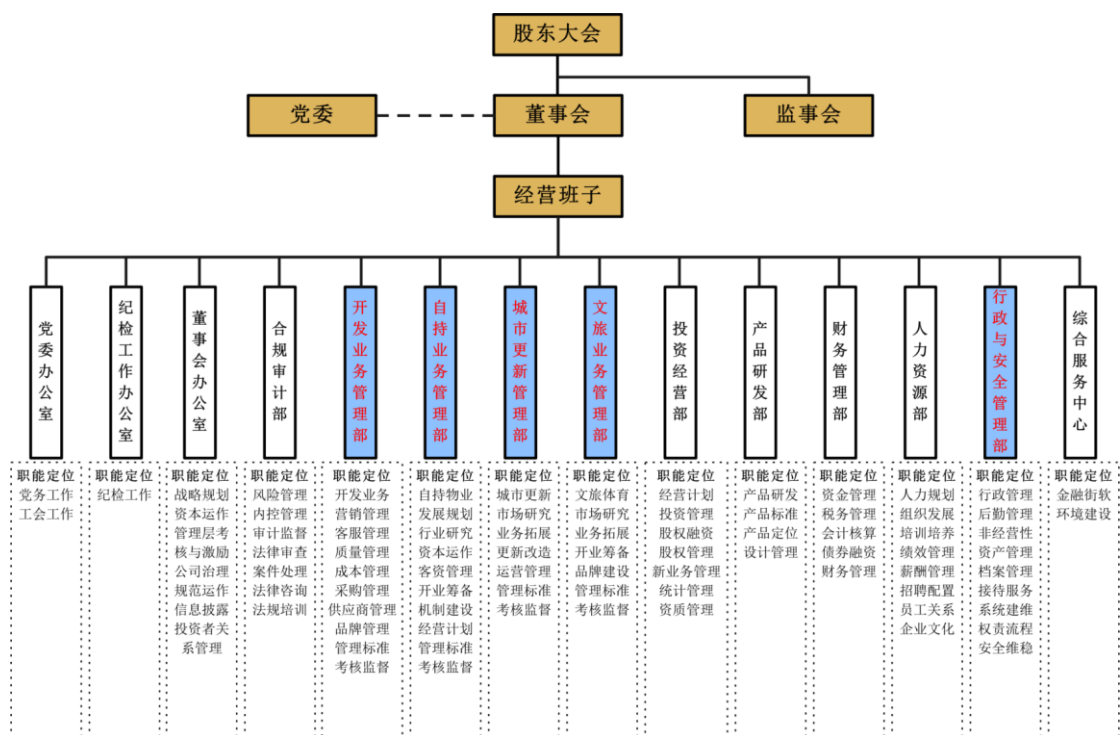 股东大会
党委
董事会
监事会
经营班子
党委办公室
纪检工作办公室
董事会办公室
合规审计部
开发业务管理部
自持业务管理部
城市更新管理部
文旅业务管理部
投资经营部
产品研发部
财务管理部
人力资源部
行政与安全管理部
综合服务中心
职能定位
党务工作
工会工作
职能定位
纪检工作
职能定位
战略规划
资本运作
管理层考
核与激励
公司治理
规范运作
信息披露
投资者关
系管理
职能定位
风险管理
内控管理
审计监督
法律审查
案件处理
法律咨询
法规培训
职能定位
开发业务
营销管理
客服管理
质量管理
成本管理
采购管理
供应商管理
品牌管理
管理标准
考核监督
职能定位
自持物业
发展规划
行业研究
资本运作
客资管理
开业筹备
机制建设
经营计划
管理标准
考核监督
职能定位
城市更新
市场研究
业务拓展
更新改造
运营管理
管理标准
考核监督
职能定位
文旅体育
市场研究
业务拓展
开业筹备
品牌建设
管理标准
考核监督
职能定位
经营计划
投资管理
股权融资
股权管理
新业务管理
统计管理
资质管理
职能定位
产品研发
产品标准
产品定位
设计管理
职能定位
资金管理
税务管理
会计核算
债券融资
财务管理
职能定位
人力规划
组织发展
培训培养
绩效管理
薪酬管理
招聘配置
员工关系
企业文化
职能定位
行政管理
后勤管理
非经营性
资产管理
档案管理
接待服务
系统建维
权责流程
安全维稳
职能定位
金融街软
环境建设